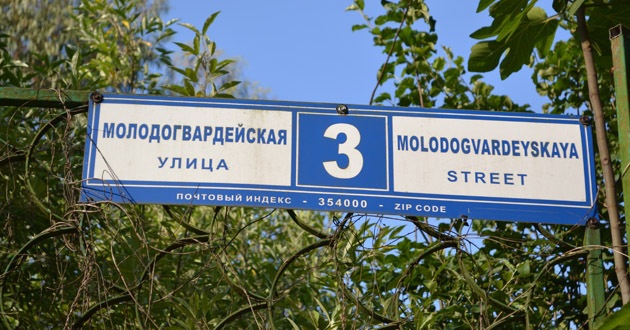 МОЛОДОГВАРДЕЙСКАЯ
УЛИЦА
3
MOLODOGVARDEYSKAYA
STREET
ПОЧТОВЫЙ ИНДЕКС - 354000 - ZIP CODE